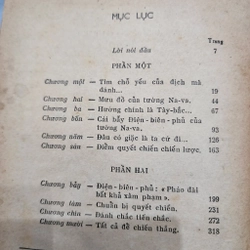 MỤC LỤC
Trang
Lời nói đầu 7
PHẦN MỘT
Chương một — Tìm chỗ yếu của địch mà
đánh... 19
Chương hai — Mưu đồ của tướng Na-va. 44
Chương ba — Hướng chính là Tây-bắc... 67
Chương bốn — Cái bẫy Điện-biên-phủ của
tướng Na-va. 93
Chương năm — Dầu có giặc là ta cứ đi... 126
Chương sáu — Điểm quyết chiến chiến lược. 163
PHẦN HAI
Chương bảy — Điện-biên-phủ: «Pháo đài
bất khả xâm phạm». 199
Chương tám — Chuẩn bị quyết chiến. 231
Chương chín — Đánh chắc tiến chắc. 272
Chương mười — Tất cả để chiến thắng. 318